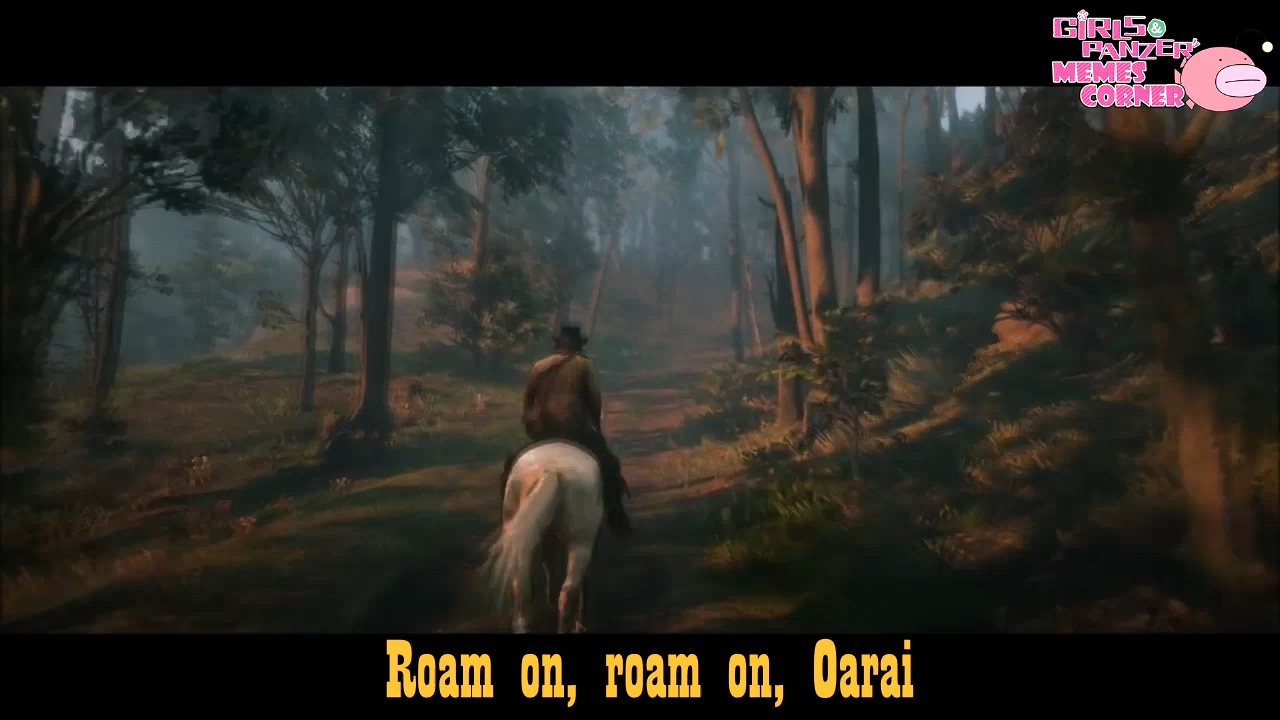 GIRLS &
PANZER'S
MEMES
CORNER
Roam on, roam on, Oarai